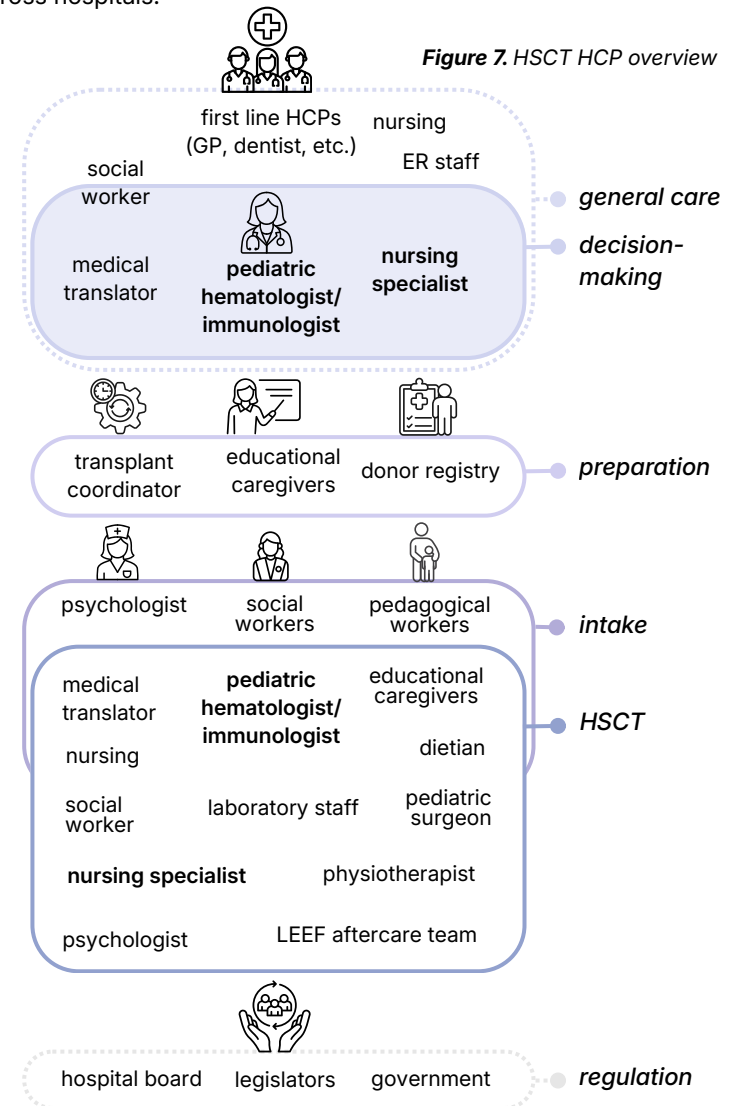 ross hospitals.
Figure 7. HSCT HCP overview
first line HCPs
(GP, dentist, etc.)
nursing
ER staff
social
worker
general care
decision-
making
medical
translator
pediatric
hematologist/
immunologist
nursing
specialist
transplant
coordinator
educational
caregivers
donor registry
preparation
psychologist
social
workers
pedagogical
workers
intake
medical
translator
pediatric
hematologist/
immunologist
educational
caregivers
HSCT
nursing
dietian
social
worker
laboratory staff
pediatric
surgeon
nursing specialist
physiotherapist
psychologist
LEEF aftercare team
hospital board
legislators
government
regulation